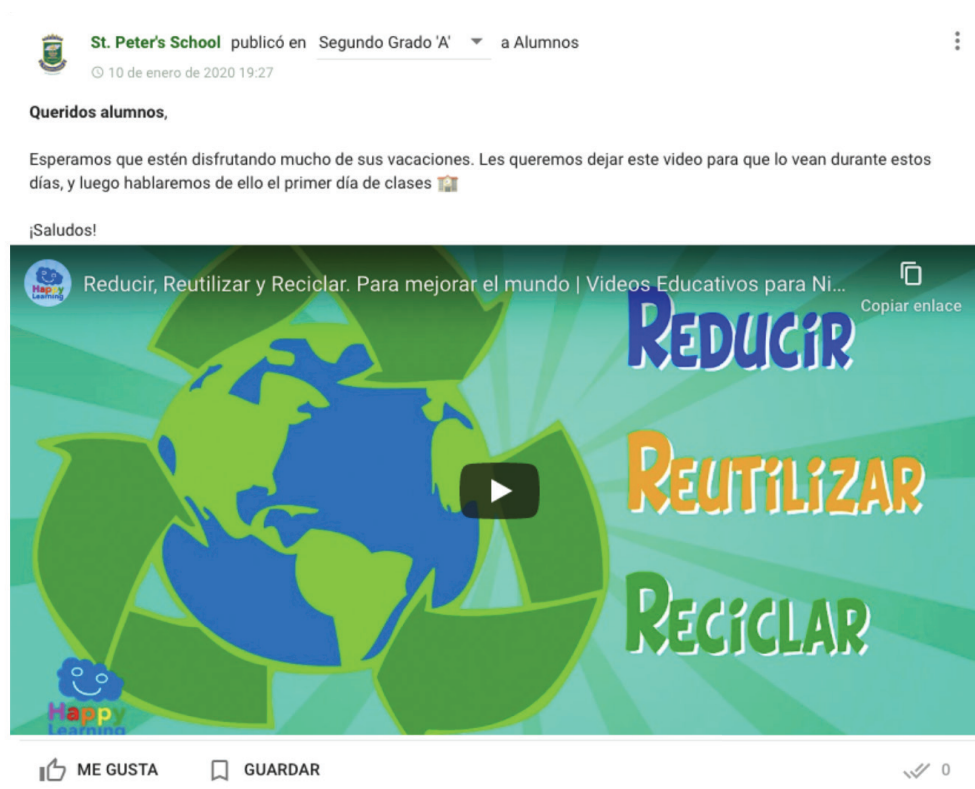 St. Peter's School publicó en Segundo Grado 'A' a Alumnos
10 de enero de 2020 19:27
Queridos alumnos,
Esperamos que estén disfrutando mucho de sus vacaciones. Les queremos dejar este video para que lo vean durante estos
días, y luego hablaremos de ello el primer día de clases
¡Saludos!
Happy
Learning
Reducir, Reutilizar y Reciclar. Para mejorar el mundo | Videos Educativos para Ni...
Copiar enlace
REDUCiR
REUTiLiZAR
RECiCLAR
Happy
Learning
ME GUSTA GUARDAR 0